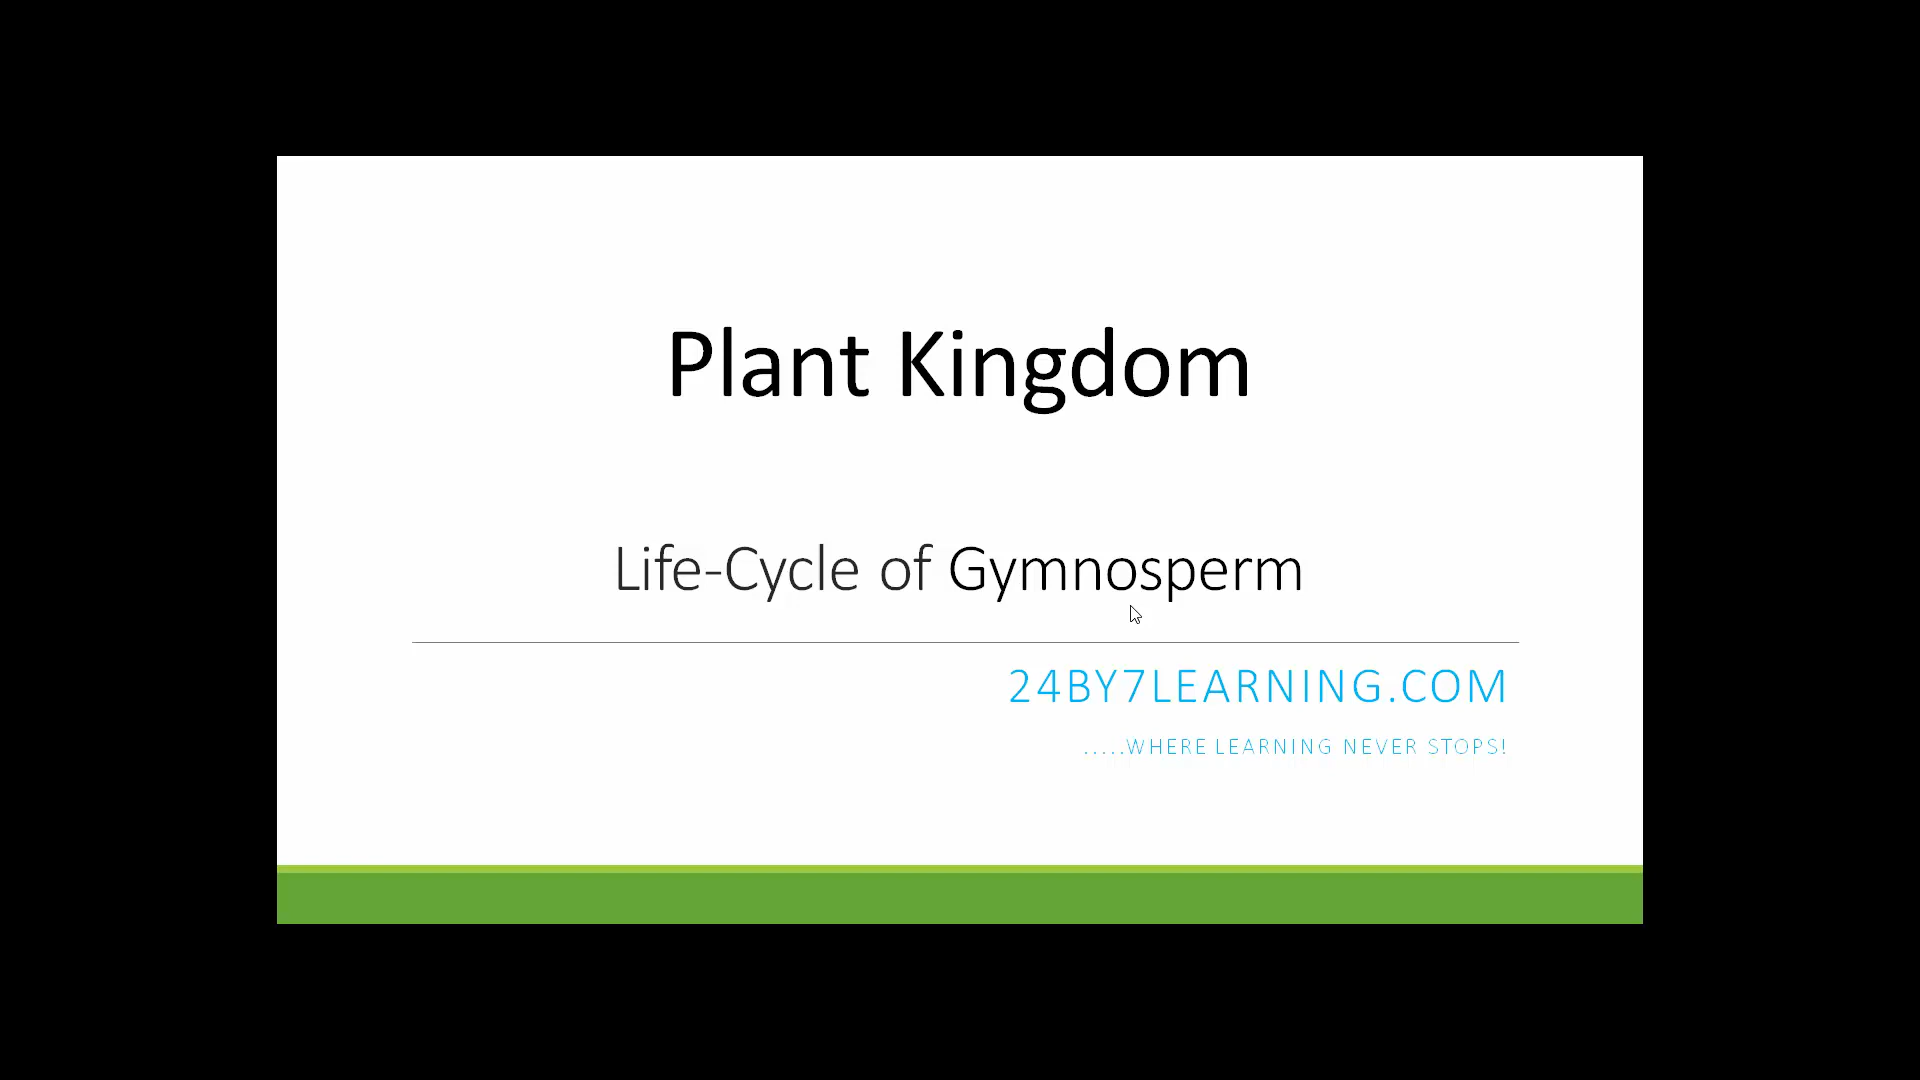 Plant Kingdom
Life-Cycle of Gymnosperm
24BY7LEARNING.COM
.....WHERE LEARNING NEVER STOPS!